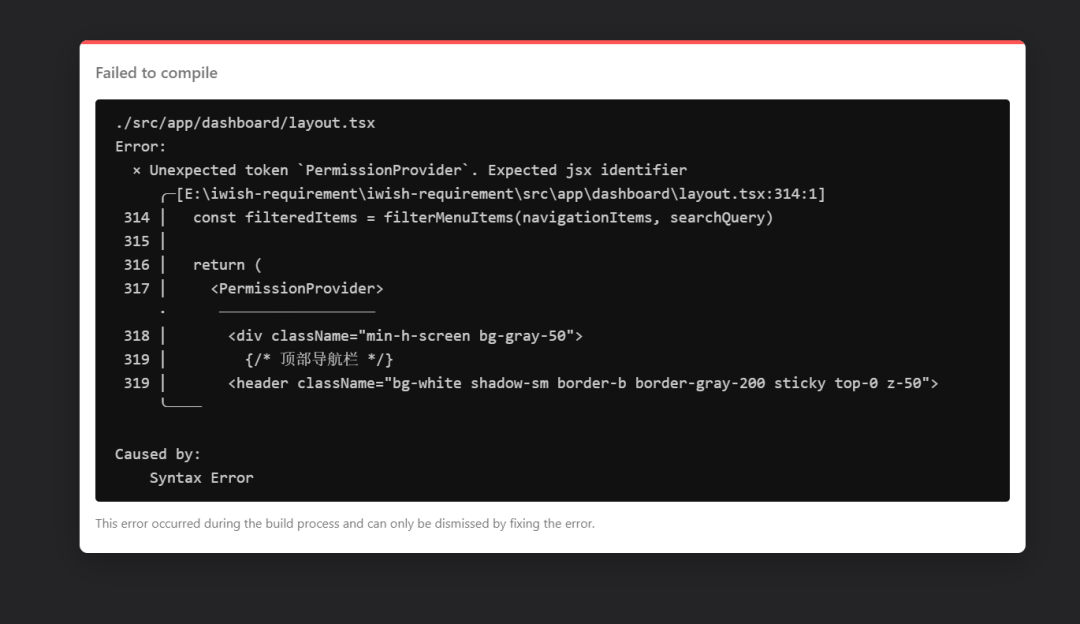 Failed to compile
./src/app/dashboard/layout.tsx
Error:
× Unexpected token `PermissionProvider`. Expected jsx identifier
╭─[E:\iwish-requirement\iwish-requirement\src\app\dashboard\layout.tsx:314:1]
314 │   const filteredItems = filterMenuItems(navigationItems, searchQuery)
315 │
316 │   return (
317 │     <PermissionProvider>
·      ──────────────────
318 │       <div className="min-h-screen bg-gray-50">
319 │         {/* 顶部导航栏 */}
319 │       <header className="bg-white shadow-sm border-b border-gray-200 sticky top-0 z-50">
╰────
Caused by:
Syntax Error
This error occurred during the build process and can only be dismissed by fixing the error.